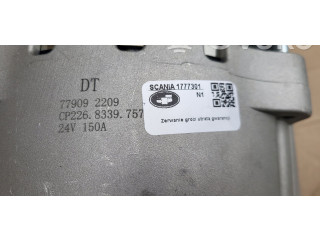 DT
77909 2209
CP226.8339.757
24V 150A
SCANIA 1777301
N1
Zerwanie grozi utratą gwarancji